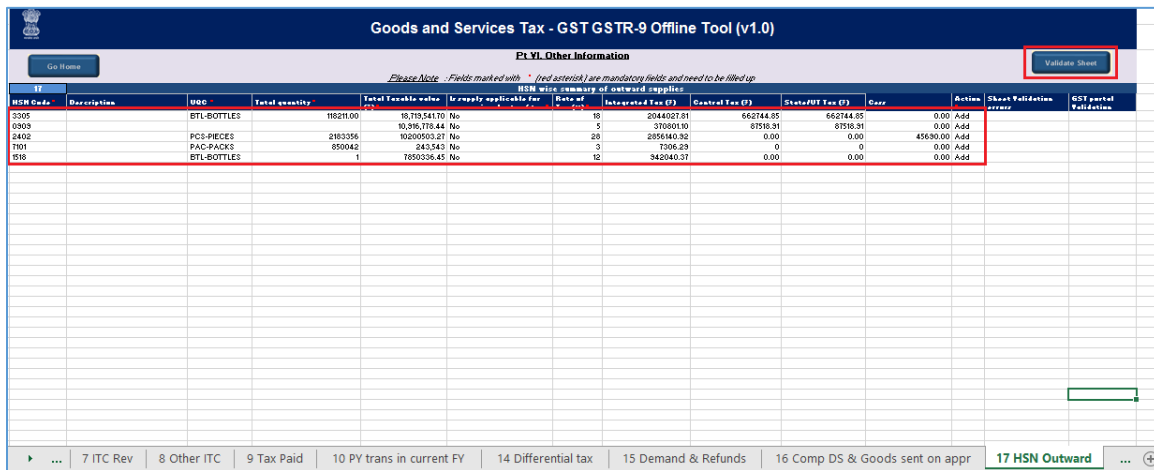 Goods and Services Tax - GST GSTR-9 Offline Tool (v1.0)
Pt VI. Other Information
Go Home
Validate Sheet
Please Note : Fields marked with * (red asterisk) are mandatory fields and need to be filled up
17 HSN wise summary of outward supplies
HSN Code * Description UQC * Total quantity * Total Taxable value Is supply applicable for Rate of Integrated Tax (₹) Central Tax (₹) State/UT Tax (₹) Cess Action Sheet Validation errors GST portal Validation
3305 BTL-BOTTLES 118211.00 18,719,541.70 No 18 2044027.81 662744.85 662744.85 0.00 Add
0909 10,916,778.44 No 5 370801.10 87518.91 87518.91 0.00 Add
2402 PCS-PIECES 2183356 10200503.27 No 28 2856140.92 0.00 0.00 45690.00 Add
7101 PAC-PACKS 850042 243,543 No 3 7306.29 0 0 0.00 Add
1518 BTL-BOTTLES 1 7850336.45 No 12 942040.37 0.00 0.00 0.00 Add
... 7 ITC Rev 8 Other ITC 9 Tax Paid 10 PY trans in current FY 14 Differential tax 15 Demand & Refunds 16 Comp DS & Goods sent on appr 17 HSN Outward ...